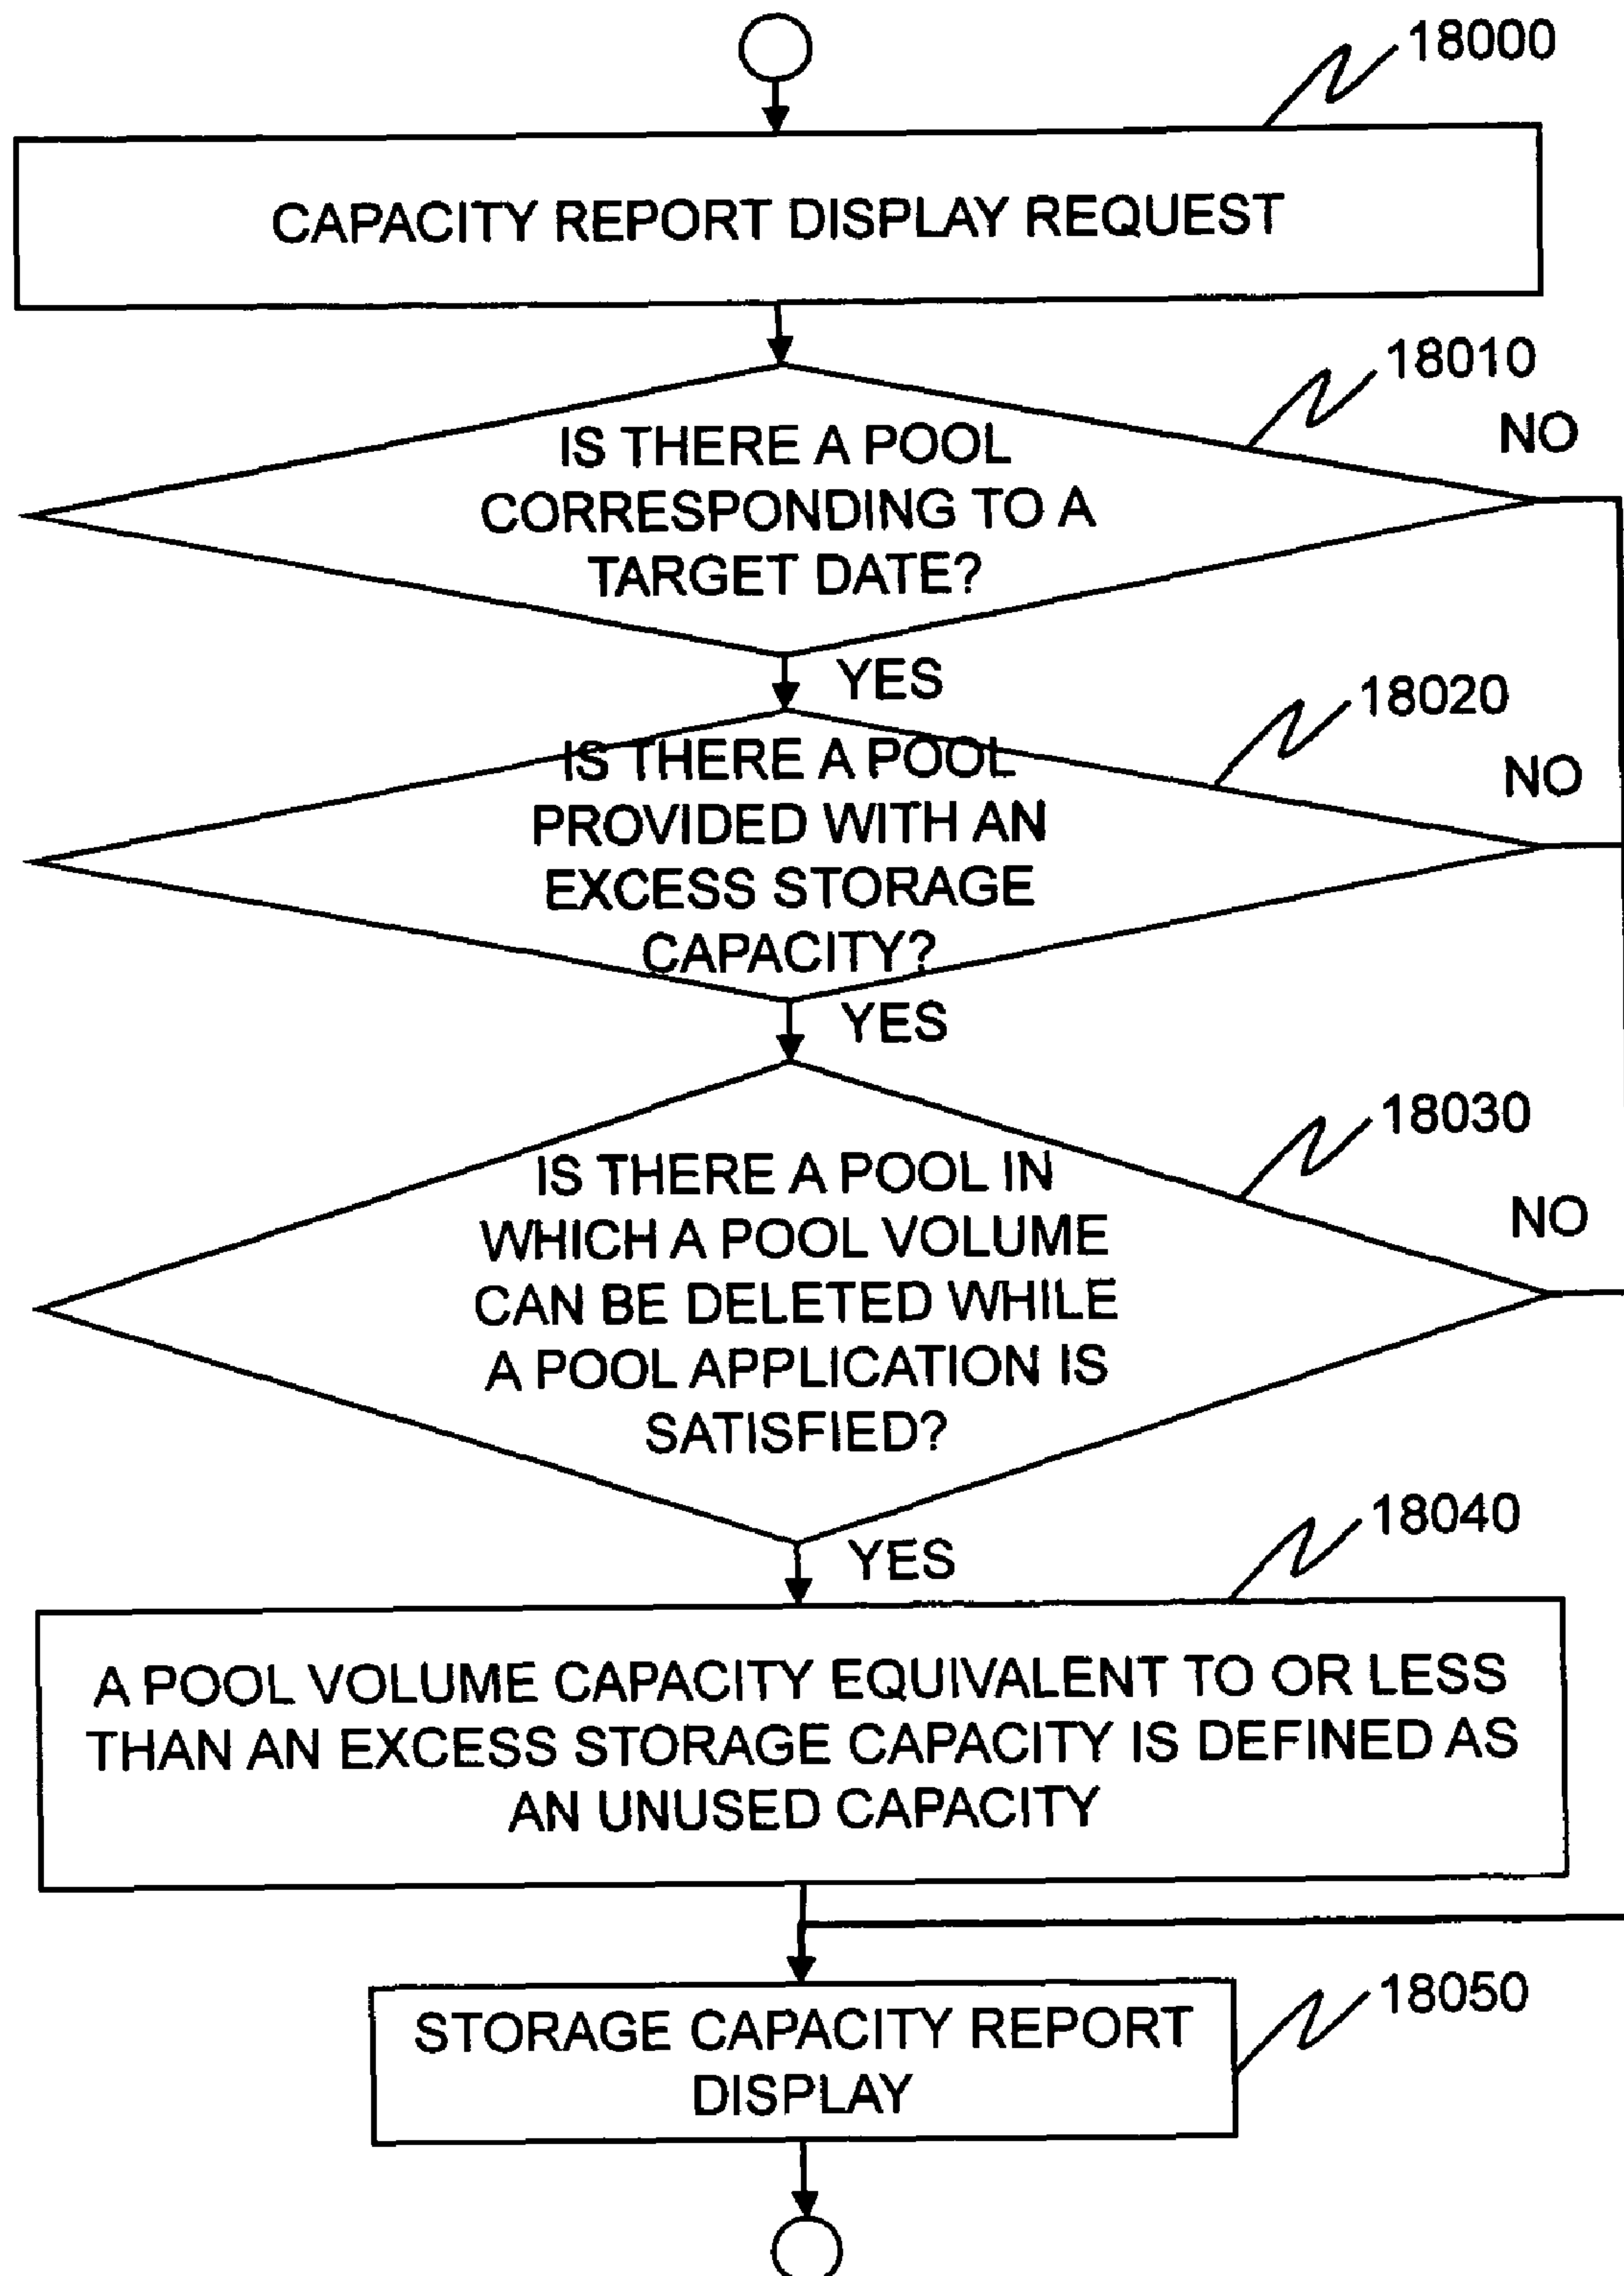 18000
CAPACITY REPORT DISPLAY REQUEST
18010
NO
IS THERE A POOL
CORRESPONDING TO A
TARGET DATE?
YES
18020
NO
IS THERE A POOL
PROVIDED WITH AN
EXCESS STORAGE
CAPACITY?
YES
18030
NO
IS THERE A POOL IN
WHICH A POOL VOLUME
CAN BE DELETED WHILE
A POOL APPLICATION IS
SATISFIED?
YES
18040
A POOL VOLUME CAPACITY EQUIVALENT TO OR LESS
THAN AN EXCESS STORAGE CAPACITY IS DEFINED AS
AN UNUSED CAPACITY
18050
STORAGE CAPACITY REPORT
DISPLAY